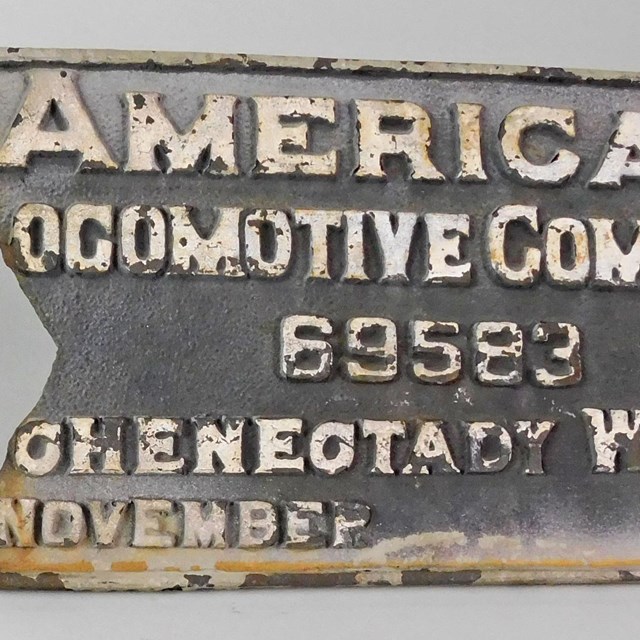 AMERICA
OCOMOTIVE COM
69583
CHENECTADY W
NOVEMBER